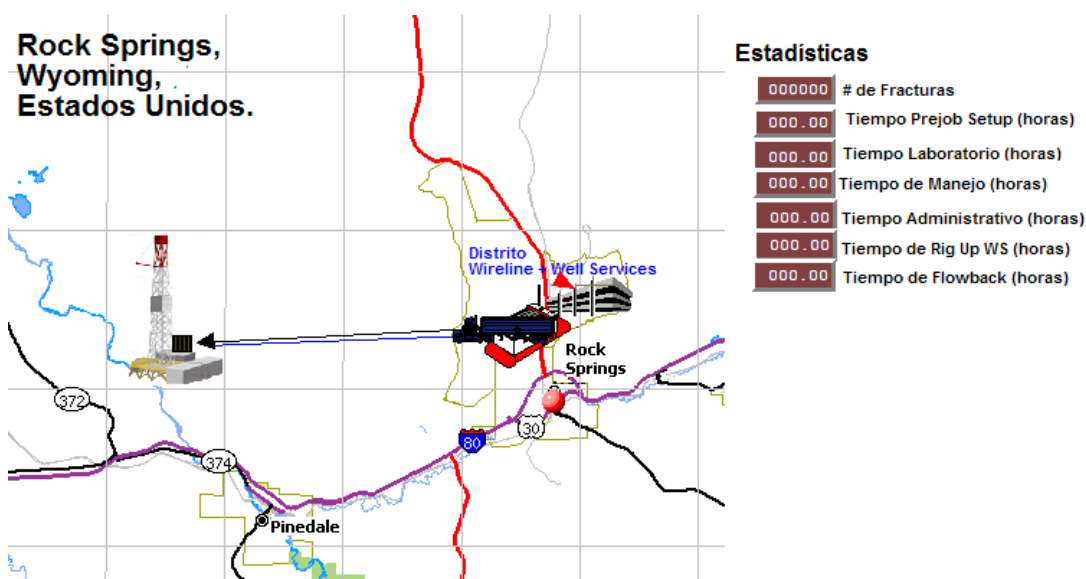 Rock Springs,
Wyoming,
Estados Unidos.
Estadísticas
000000 # de Fracturas
000.00 Tiempo Prejob Setup (horas)
000.00 Tiempo Laboratorio (horas)
000.00 Tiempo de Manejo (horas)
000.00 Tiempo Administrativo (horas)
000.00 Tiempo de Rig Up WS (horas)
000.00 Tiempo de Flowback (horas)
Distrito
Wireline + Well Services
Rock
Springs
372
30
80
374
Pinedale